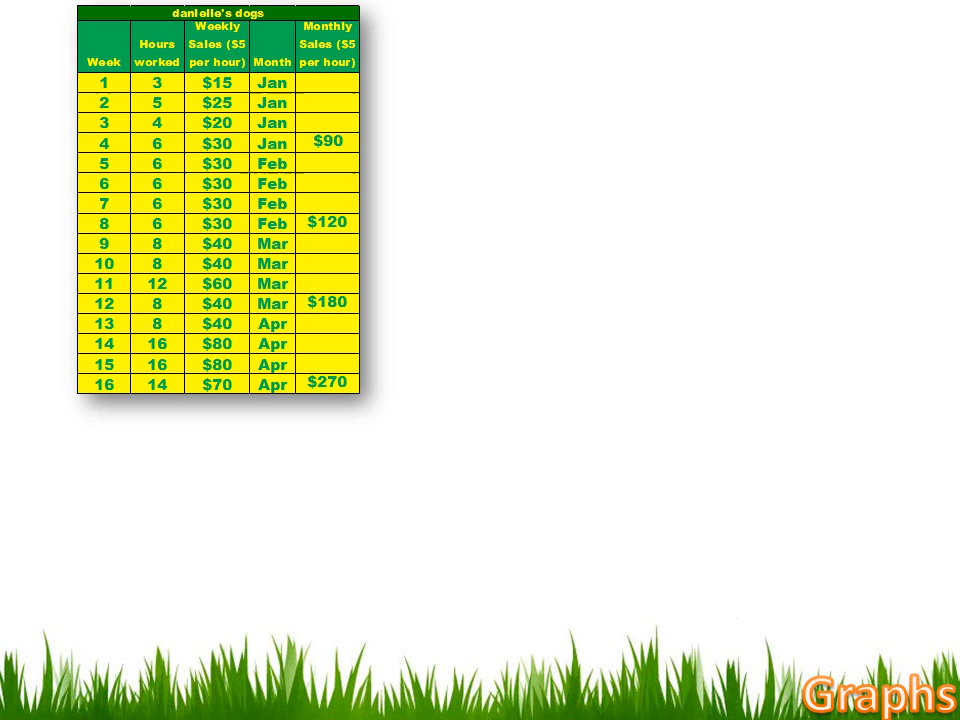 danielle's dogs
Week Hours worked Weekly Sales ($5 per hour) Month Monthly Sales ($5 per hour)
1 3 $15 Jan
2 5 $25 Jan
3 4 $20 Jan
4 6 $30 Jan $90
5 6 $30 Feb
6 6 $30 Feb
7 6 $30 Feb
8 6 $30 Feb $120
9 8 $40 Mar
10 8 $40 Mar
11 12 $60 Mar
12 8 $40 Mar $180
13 8 $40 Apr
14 16 $80 Apr
15 16 $80 Apr
16 14 $70 Apr $270
Graphs